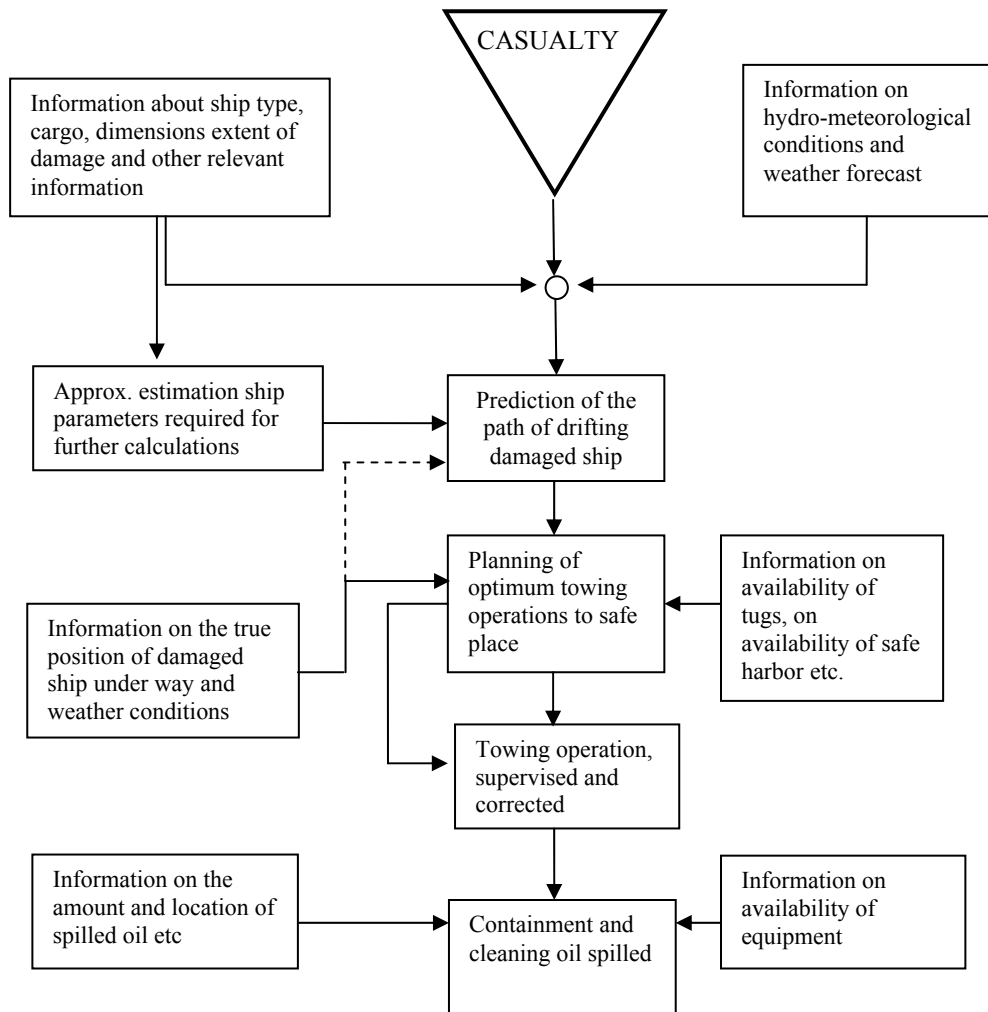 CASUALTY
Information about ship type,
cargo, dimensions extent of
damage and other relevant
information
Information on
hydro-meteorological
conditions and
weather forecast
Approx. estimation ship
parameters required for
further calculations
Prediction of the
path of drifting
damaged ship
Planning of
optimum towing
operations to safe
place
Information on
availability of
tugs, on
availability of safe
harbor etc.
Information on the true
position of damaged
ship under way and
weather conditions
Towing operation,
supervised and
corrected
Information on the
amount and location of
spilled oil etc
Containment and
cleaning oil spilled
Information on
availability of
equipment